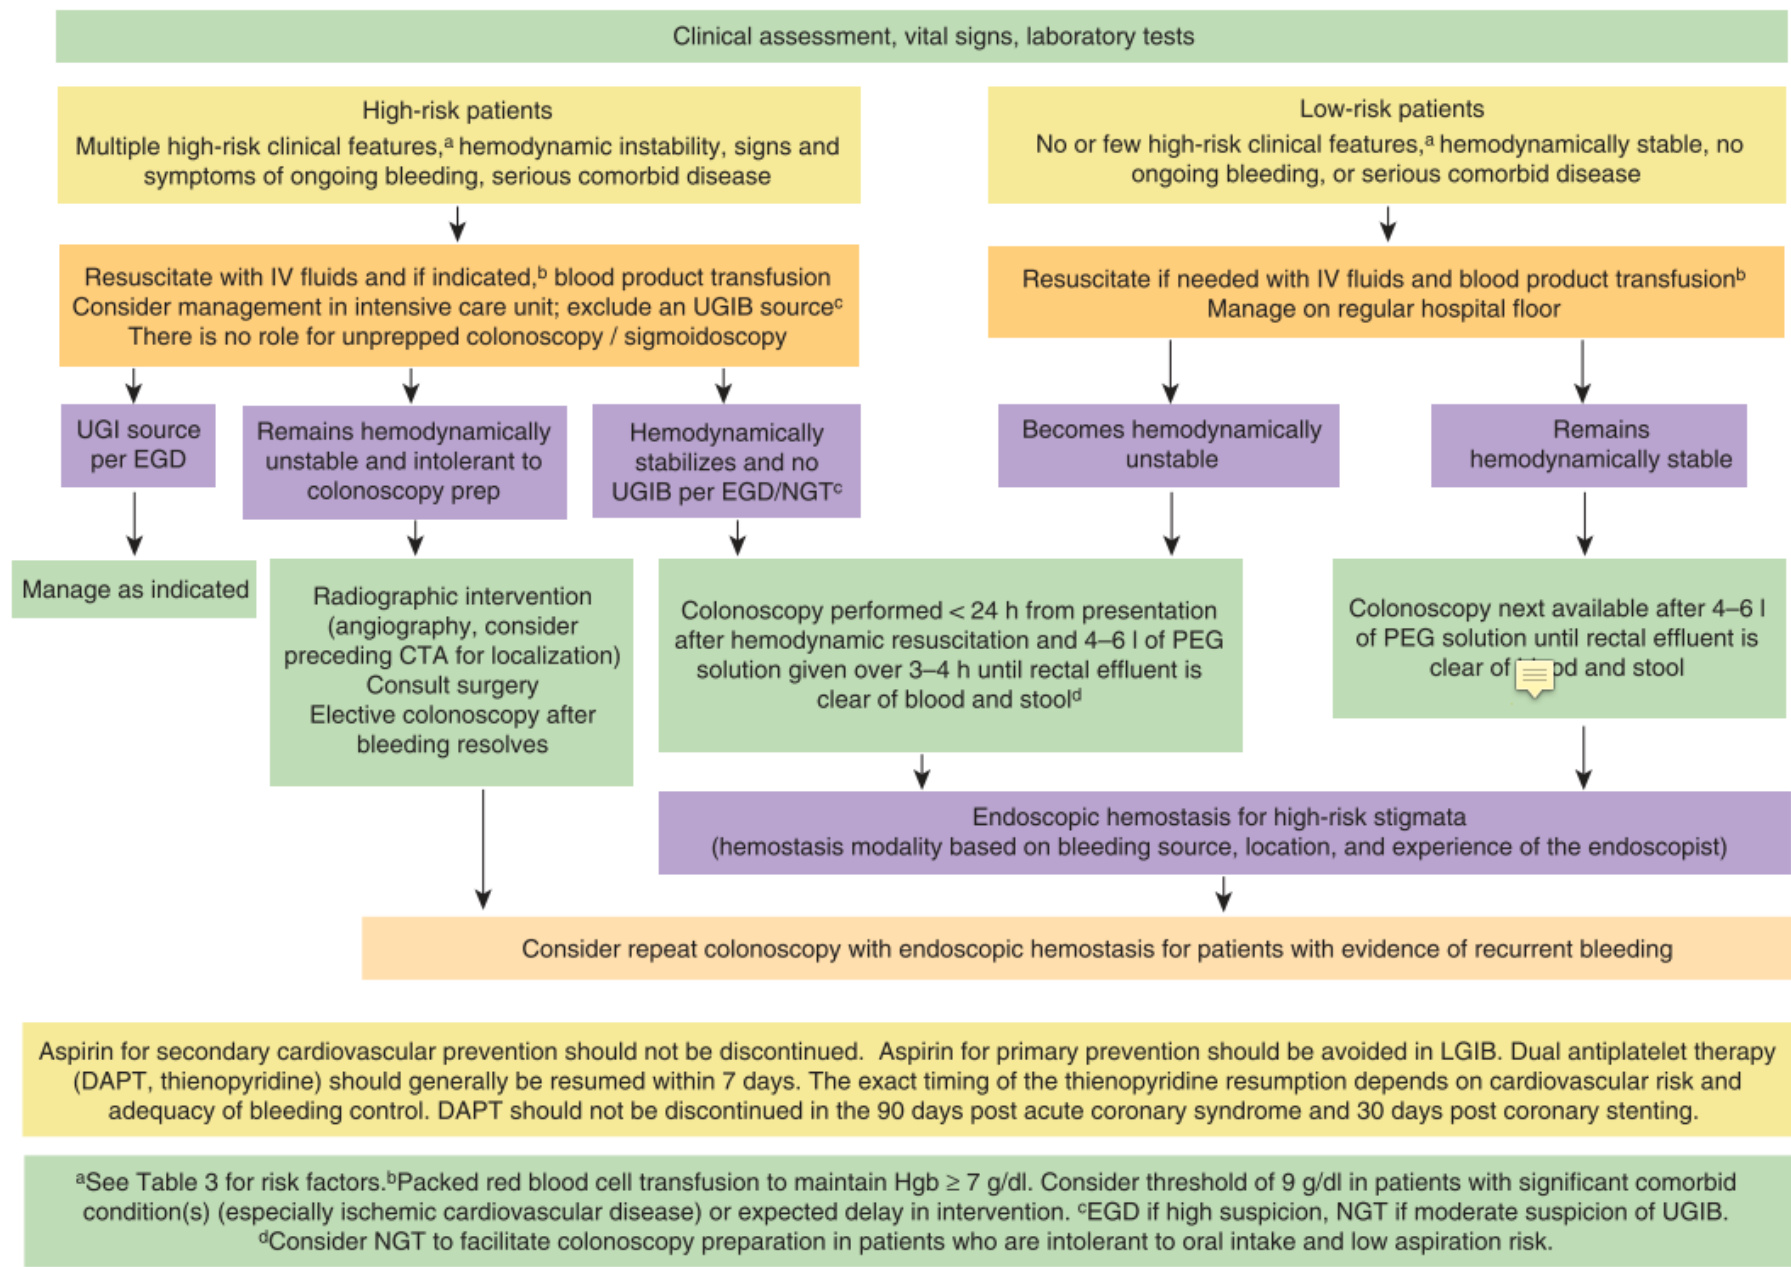 Clinical assessment, vital signs, laboratory tests
High-risk patients
Multiple high-risk clinical features,ᵃ hemodynamic instability, signs and
symptoms of ongoing bleeding, serious comorbid disease
Low-risk patients
No or few high-risk clinical features,ᵃ hemodynamically stable, no
ongoing bleeding, or serious comorbid disease
Resuscitate with IV fluids and if indicated,ᵇ blood product transfusion
Consider management in intensive care unit; exclude an UGIB sourceᶜ
There is no role for unprepped colonoscopy / sigmoidoscopy
Resuscitate if needed with IV fluids and blood product transfusionᵇ
Manage on regular hospital floor
UGI source
per EGD
Remains hemodynamically
unstable and intolerant to
colonoscopy prep
Hemodynamically
stabilizes and no
UGIB per EGD/NGTᶜ
Becomes hemodynamically
unstable
Remains
hemodynamically stable
Manage as indicated
Radiographic intervention
(angiography, consider
preceding CTA for localization)
Consult surgery
Elective colonoscopy after
bleeding resolves
Colonoscopy performed < 24 h from presentation
after hemodynamic resuscitation and 4–6 l of PEG
solution given over 3–4 h until rectal effluent is
clear of blood and stoolᵈ
Colonoscopy next available after 4–6 l
of PEG solution until rectal effluent is
clear of and stool
Endoscopic hemostasis for high-risk stigmata
(hemostasis modality based on bleeding source, location, and experience of the endoscopist)
Consider repeat colonoscopy with endoscopic hemostasis for patients with evidence of recurrent bleeding
Aspirin for secondary cardiovascular prevention should not be discontinued. Aspirin for primary prevention should be avoided in LGIB. Dual antiplatelet therapy
(DAPT, thienopyridine) should generally be resumed within 7 days. The exact timing of the thienopyridine resumption depends on cardiovascular risk and
adequacy of bleeding control. DAPT should not be discontinued in the 90 days post acute coronary syndrome and 30 days post coronary stenting.
ᵃSee Table 3 for risk factors.ᵇPacked red blood cell transfusion to maintain Hgb ≥ 7 g/dl. Consider threshold of 9 g/dl in patients with significant comorbid
condition(s) (especially ischemic cardiovascular disease) or expected delay in intervention. ᶜEGD if high suspicion, NGT if moderate suspicion of UGIB.
ᵈConsider NGT to facilitate colonoscopy preparation in patients who are intolerant to oral intake and low aspiration risk.